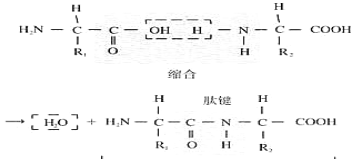 H H
H₂N — C — C — OH H — N — C — COOH
R₁ O H R₂
缩合
肽键
H H
→ H₂O + H₂N — C — C — N — C — COOH
R₁ O H R₂